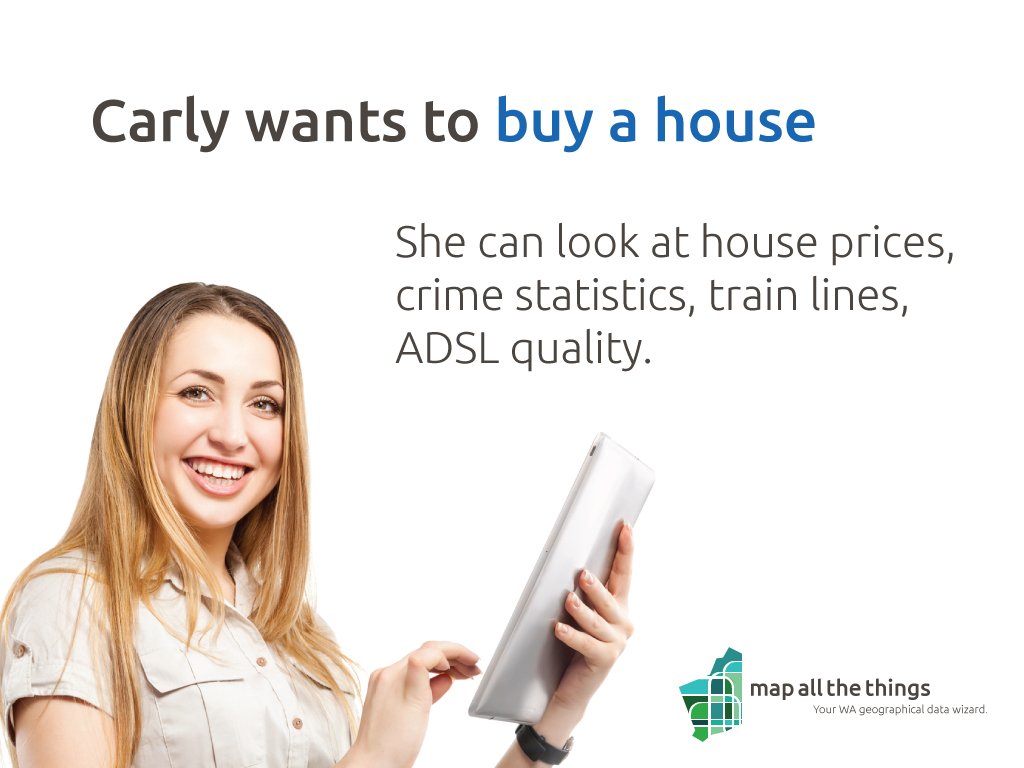 Carly wants to buy a house
She can look at house prices,
crime statistics, train lines,
ADSL quality.
map all the things
Your WA geographical data wizard.